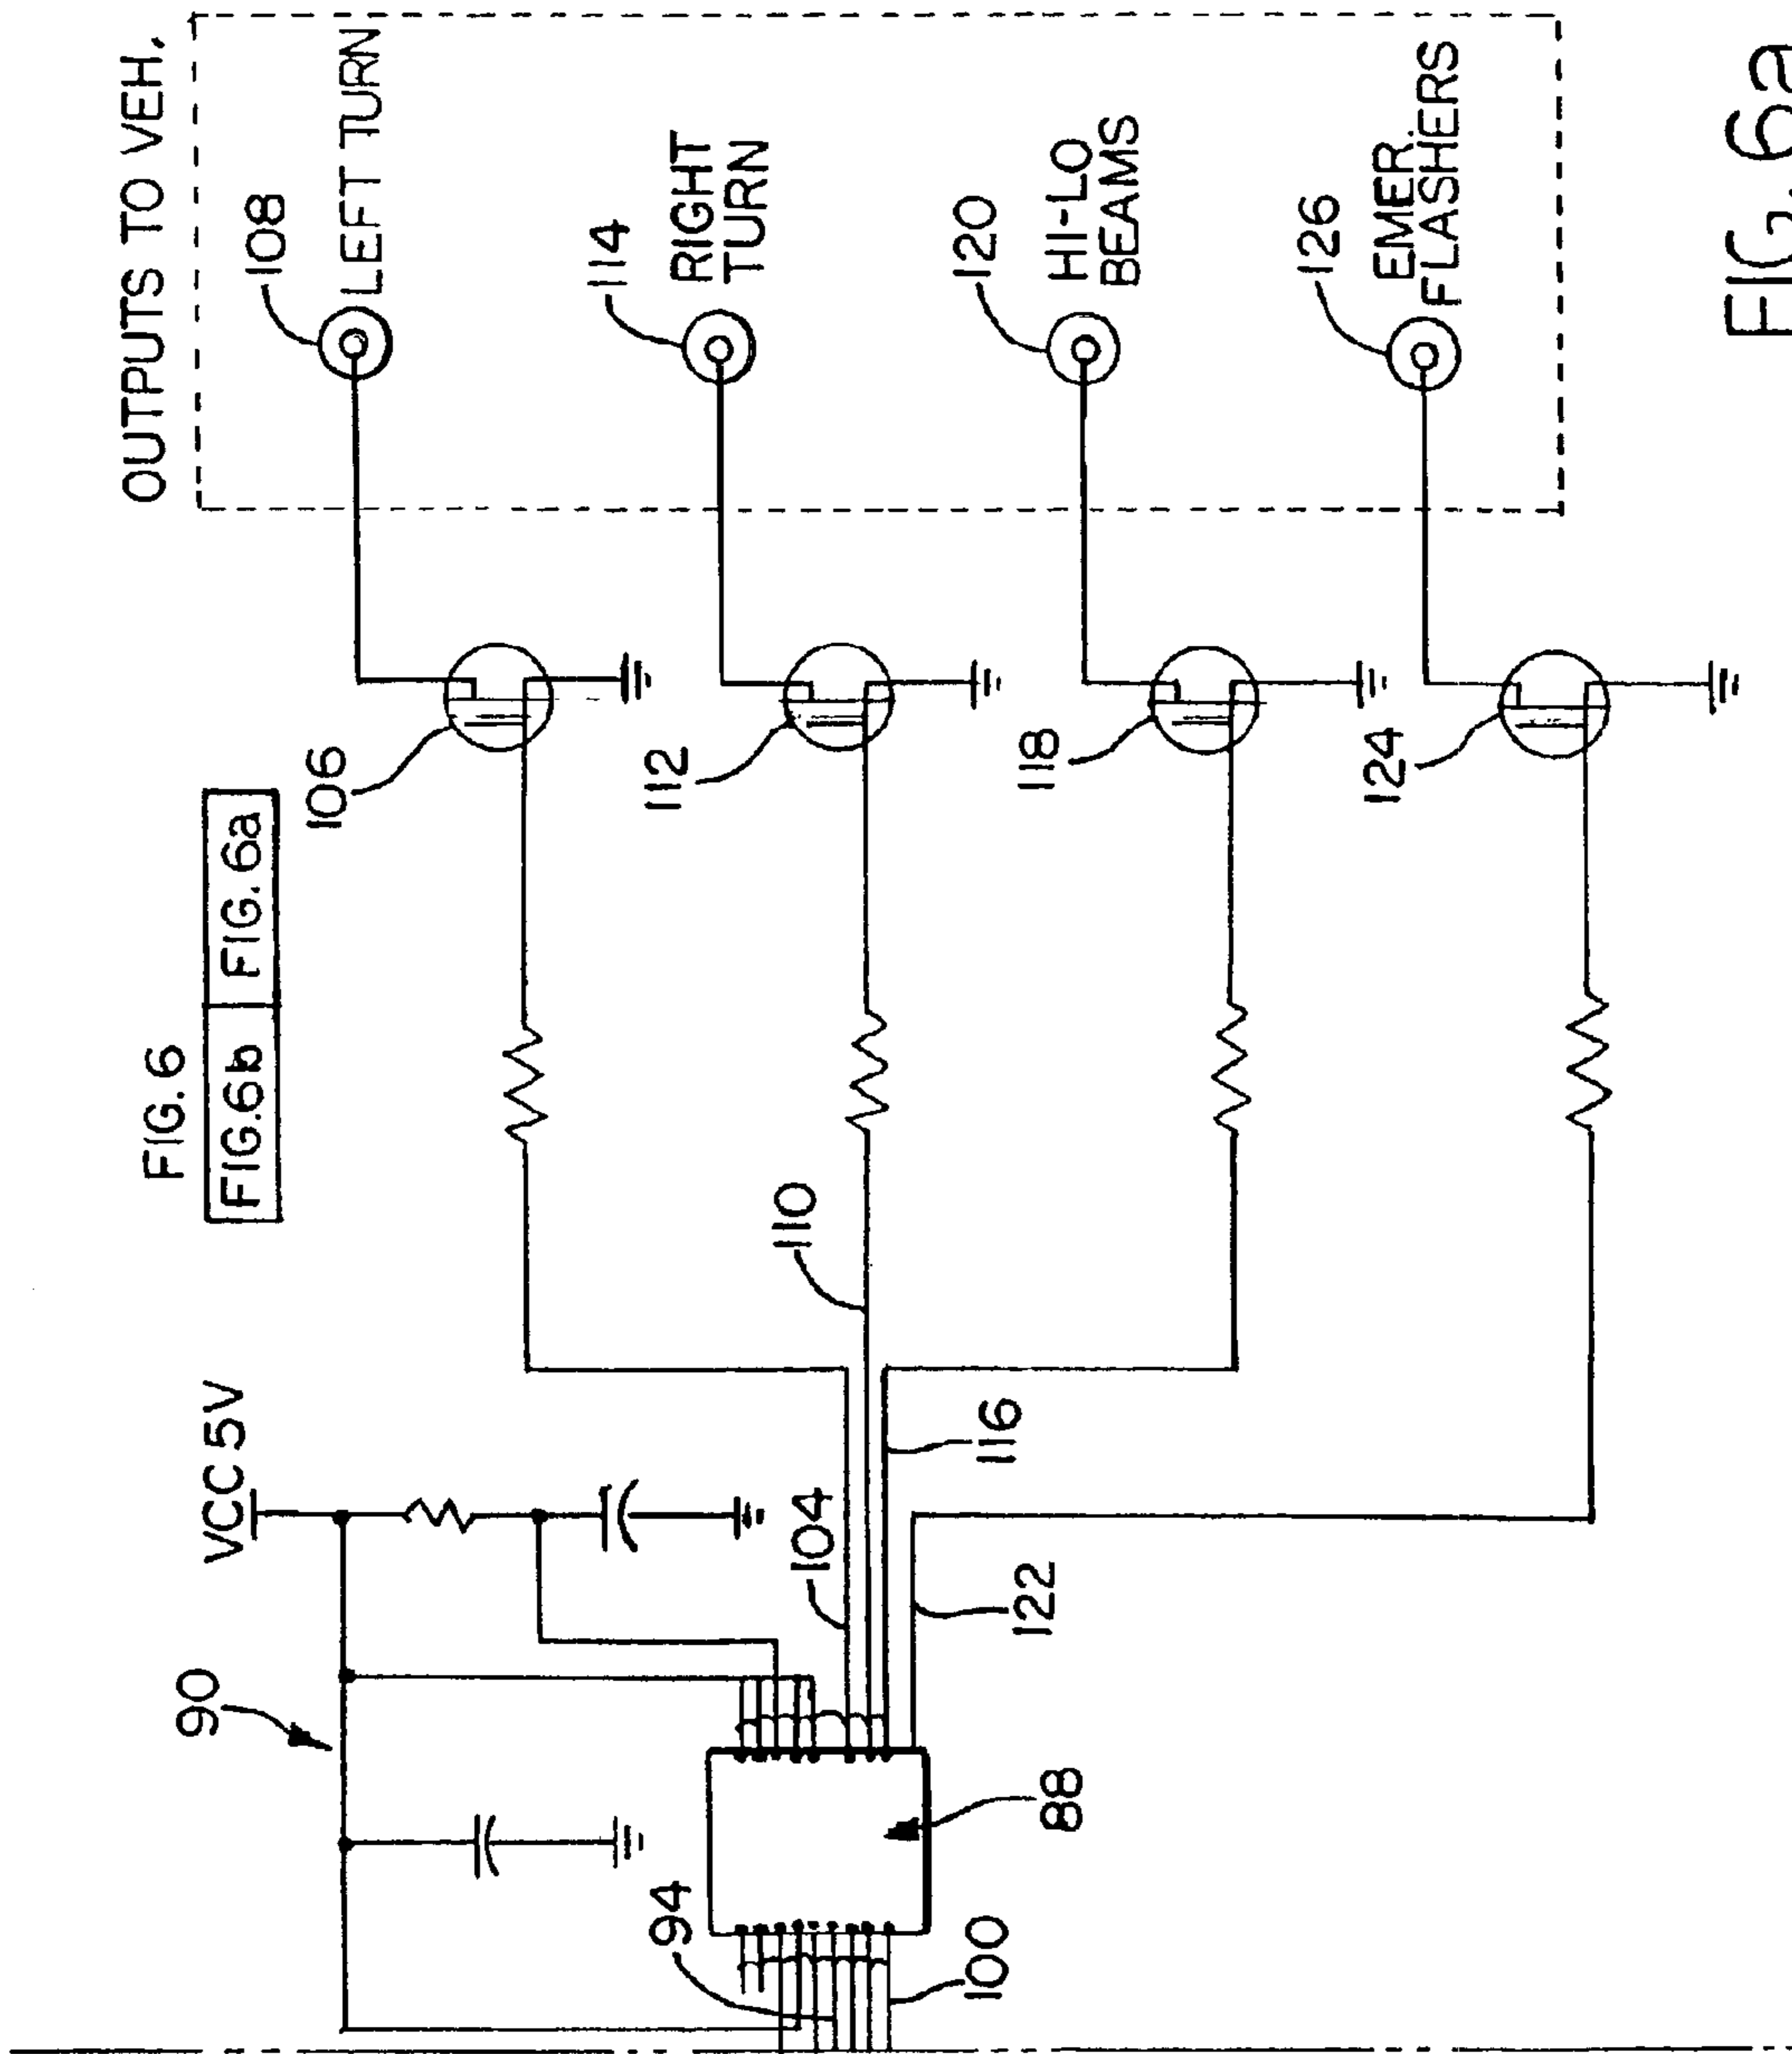 OUTPUTS TO VEH.
108
LEFT TURN
114
RIGHT
TURN
120
HI-LO
BEAMS
126
EMER.
FLASHERS
106
112
118
124
FIG. 6
FIG. 6b FIG. 6a
110
VCC 5V
104
116
122
90
88
94
100
FIG. 6a